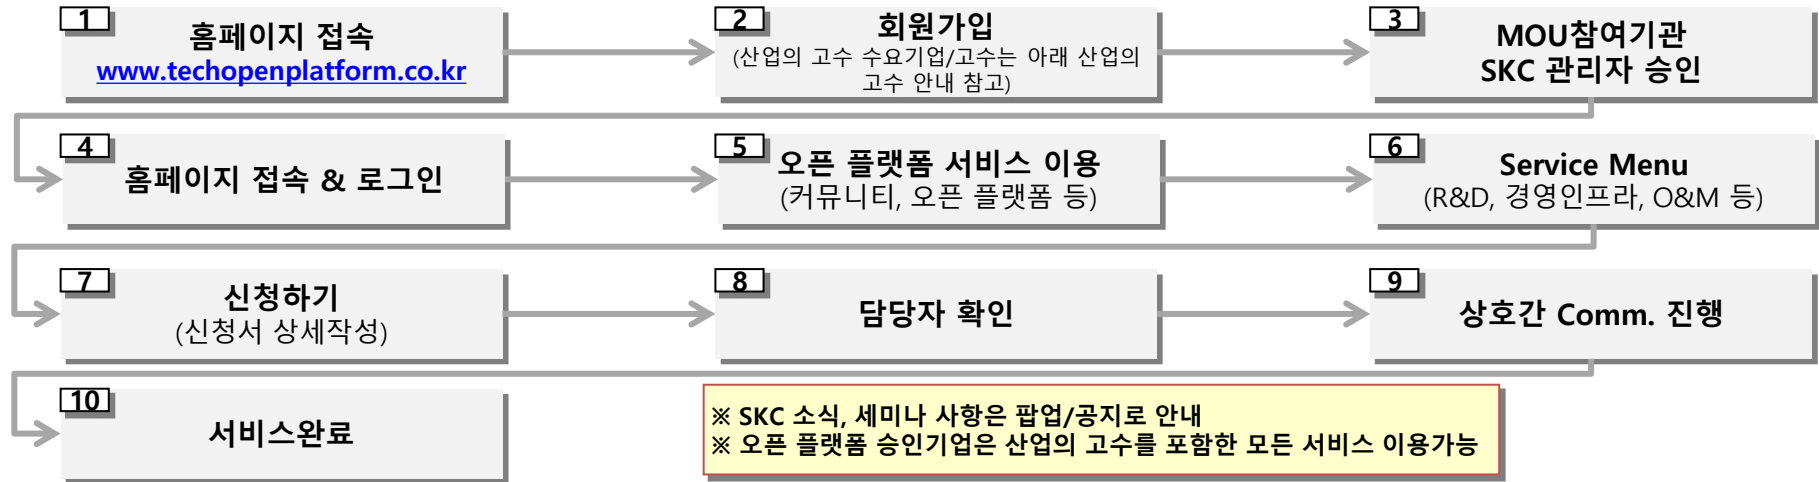 1
홈페이지 접속
www.techopenplatform.co.kr
2
회원가입
(산업의 고수 수요기업/고수는 아래 산업의
고수 안내 참고)
3
MOU참여기관
SKC 관리자 승인
4
홈페이지 접속 & 로그인
5
오픈 플랫폼 서비스 이용
(커뮤니티, 오픈 플랫폼 등)
6
Service Menu
(R&D, 경영인프라, O&M 등)
7
신청하기
(신청서 상세작성)
8
담당자 확인
9
상호간 Comm. 진행
10
서비스완료
※ SKC 소식, 세미나 사항은 팝업/공지로 안내
※ 오픈 플랫폼 승인기업은 산업의 고수를 포함한 모든 서비스 이용가능